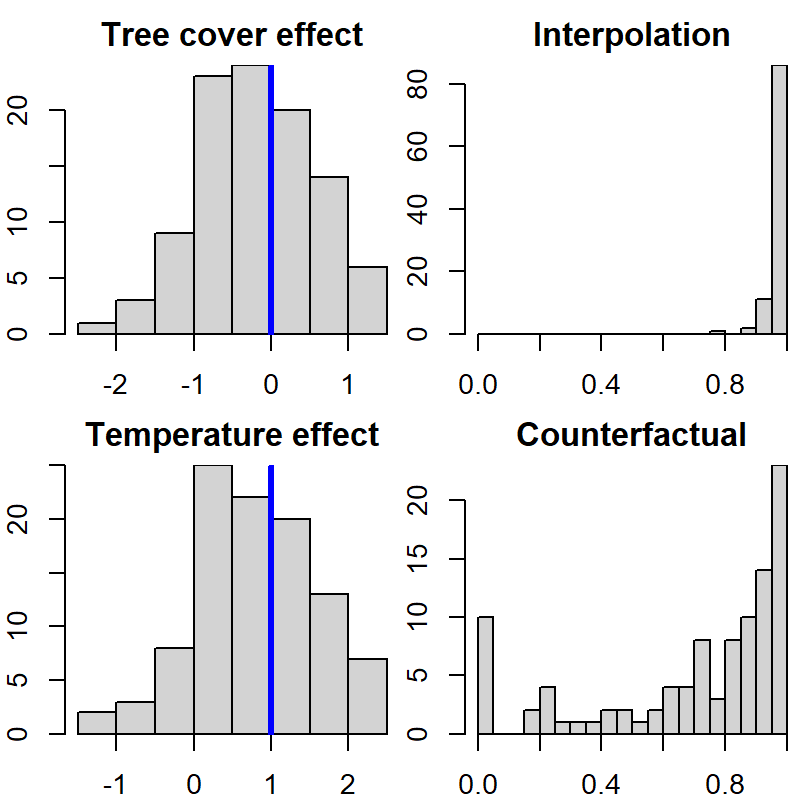 Tree cover effect
0 5 10 20
-2 -1 0 1
Interpolation
0 20 40 60 80
0.0 0.4 0.8
Temperature effect
0 5 10 20
-1 0 1 2
Counterfactual
0 5 10 15 20
0.0 0.4 0.8